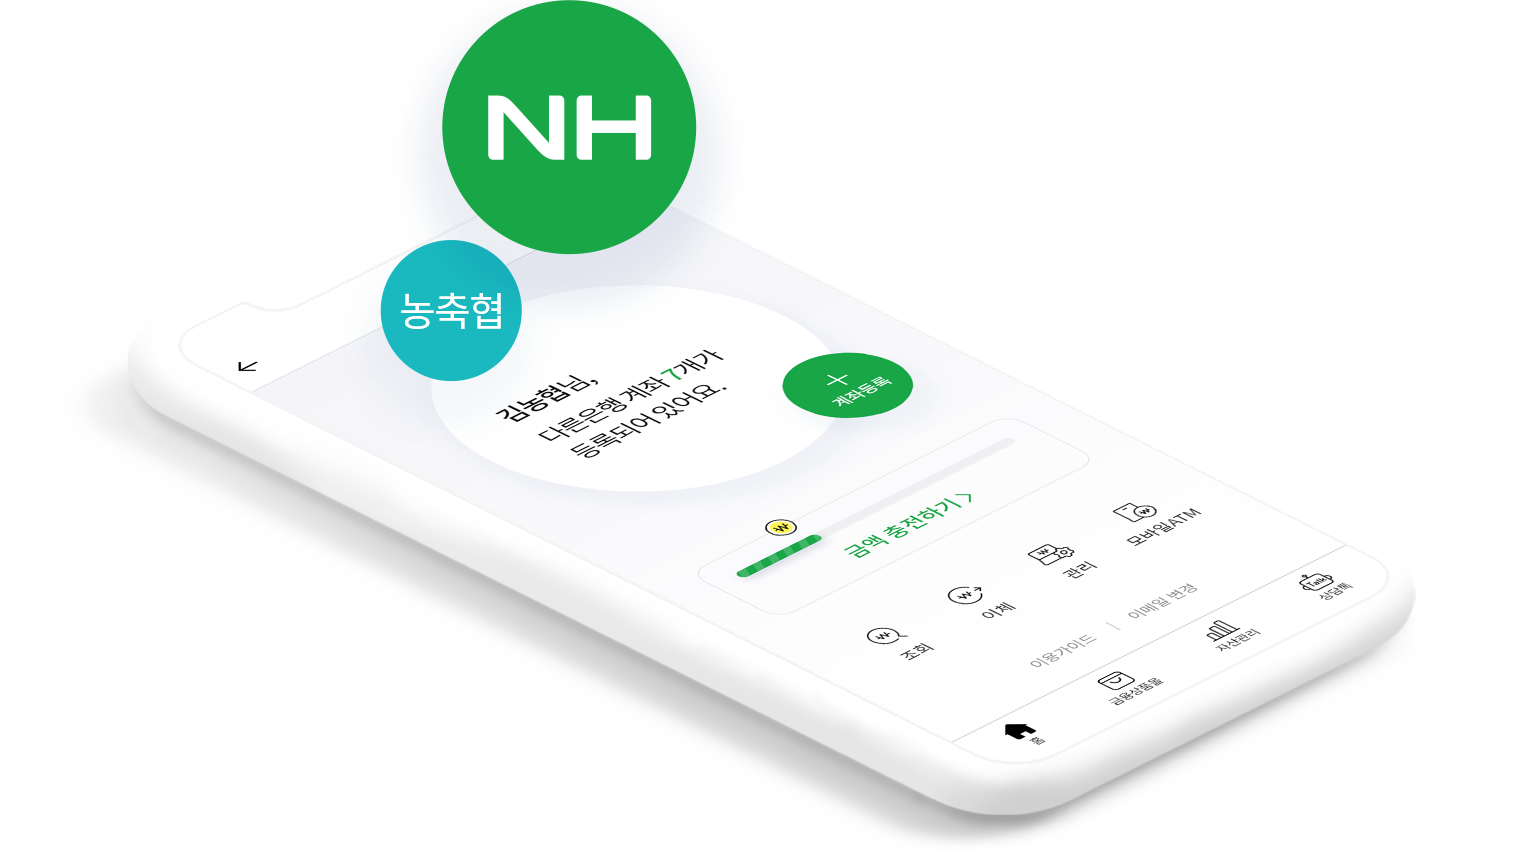 NH
농축협
김농협님,
다른은행 계좌 7개가
등록되어 있어요.
계좌등록
금액 충전하기 >
조회
이체
관리
모바일ATM
이용가이드 | 이메일 변경
홈
금융상품몰
자산관리
Talk
상담톡